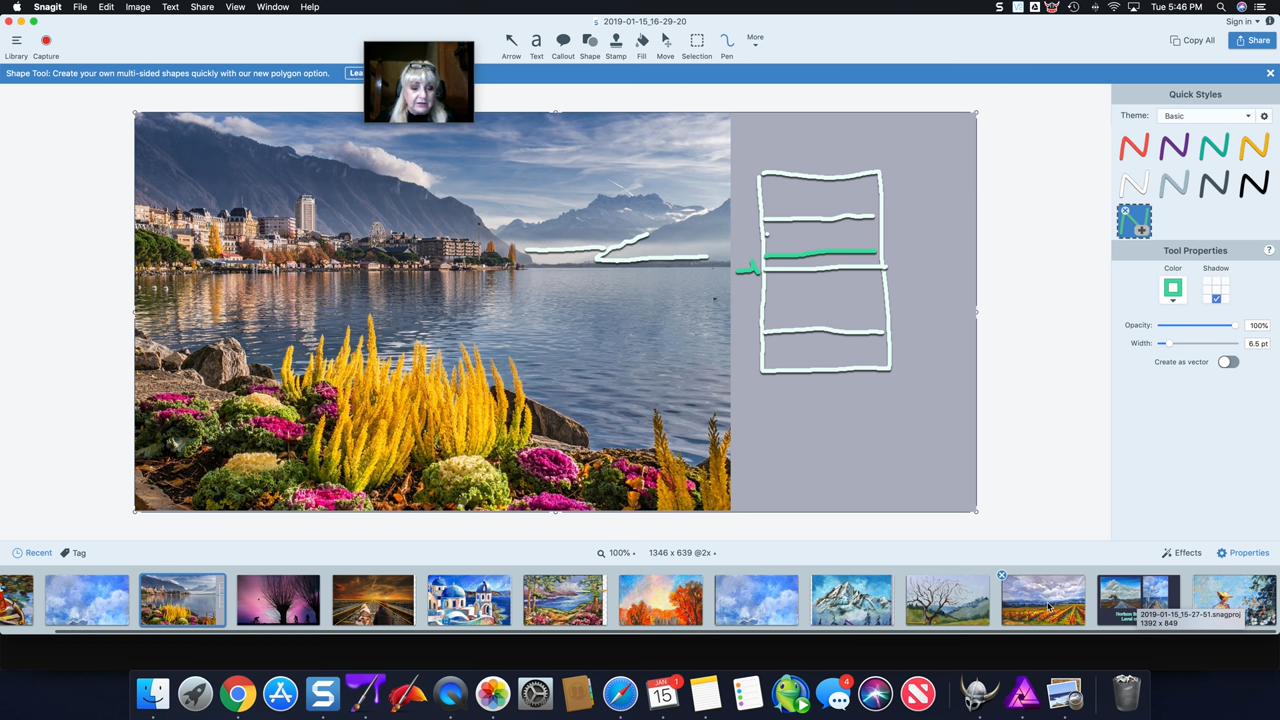 Snagit File Edit Image Text Share View Window Help Tue 5:46 PM
2019-01-15_16-29-20 Sign in
Library Capture Arrow Text Callout Shape Stamp Fill Move Selection Pen More Copy All Share
Shape Tool: Create your own multi-sided shapes quickly with our new polygon option.
Quick Styles
Theme: Basic
Tool Properties ?
Color Shadow
Opacity: 100%
Width: 6.5 pt
Create as vector
Recent Tag 100% 1346 x 639 @2x Effects Properties
2019-01-15_15-27-51.snagproj
1392 x 849
JAN 1
15
4